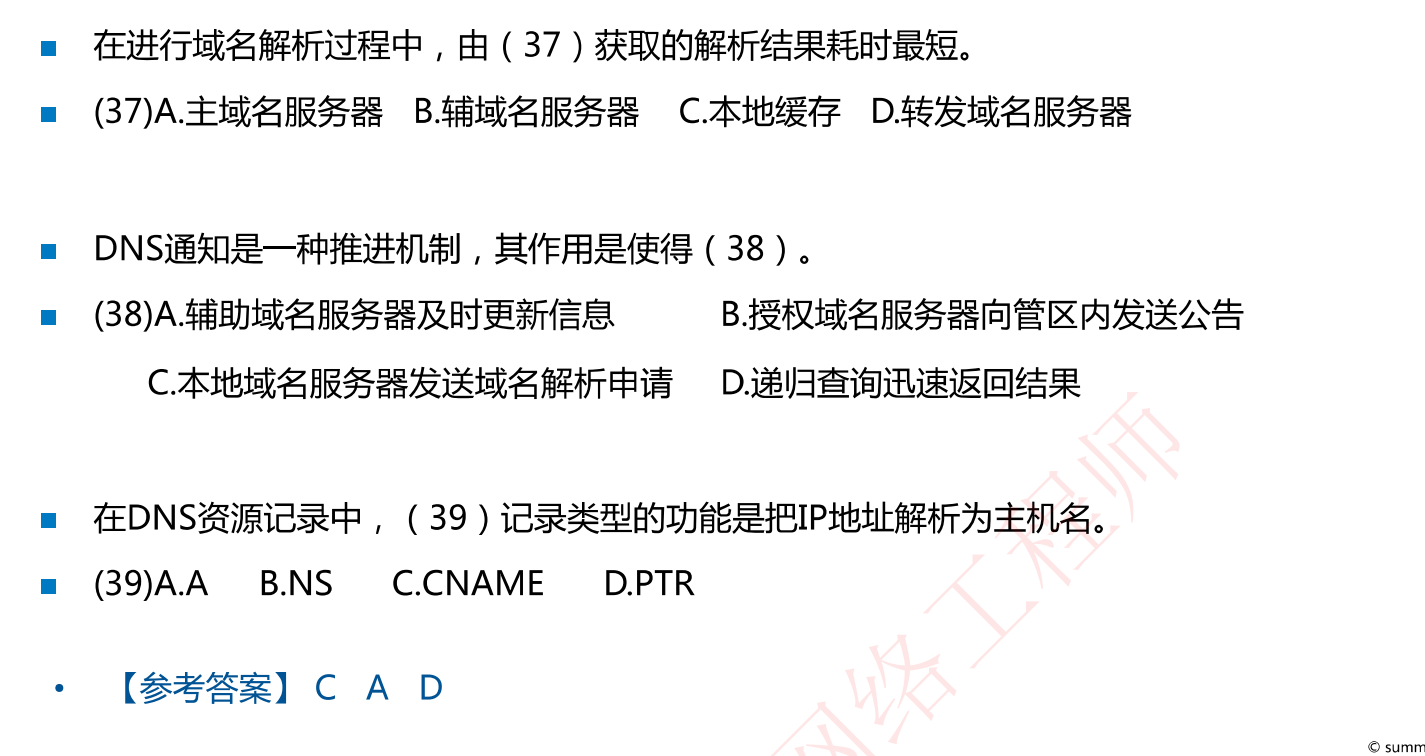 在进行域名解析过程中，由（37）获取的解析结果耗时最短。
(37)A.主域名服务器 B.辅域名服务器 C.本地缓存 D.转发域名服务器
DNS通知是一种推进机制，其作用是使得（38）。
(38)A.辅助域名服务器及时更新信息 B.授权域名服务器向管区内发送公告
C.本地域名服务器发送域名解析申请 D.递归查询迅速返回结果
在DNS资源记录中，（39）记录类型的功能是把IP地址解析为主机名。
(39)A.A B.NS C.CNAME D.PTR
【参考答案】 C A D
网络工程师
© summ